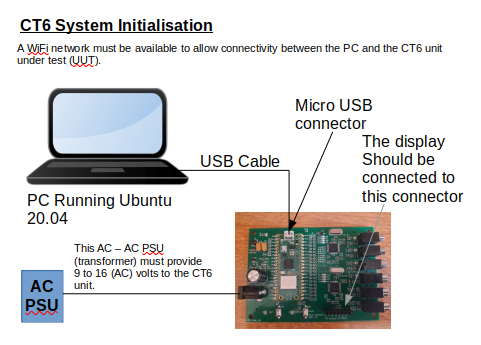 CT6 System Initialisation
A WiFi network must be available to allow connectivity between the PC and the CT6 unit
under test (UUT).
Micro USB
connector
The display
Should be
connected to
this connector
USB Cable
PC Running Ubuntu
20.04
This AC – AC PSU
(transformer) must provide
9 to 16 (AC) volts to the CT6
unit.
AC
PSU